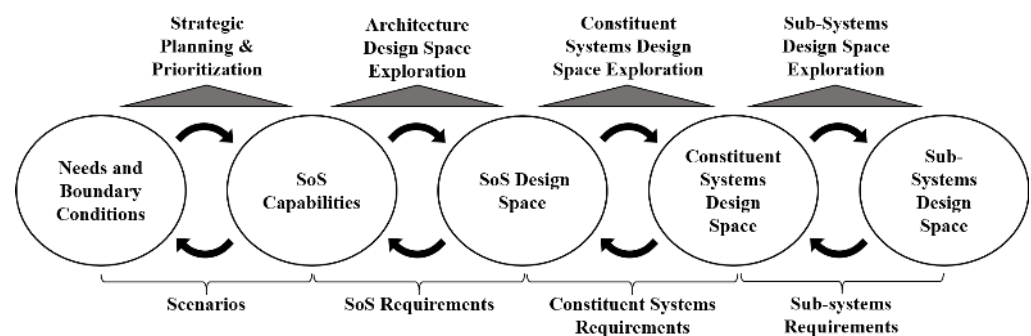 Strategic
Planning &
Prioritization
Architecture
Design Space
Exploration
Constituent
Systems Design
Space Exploration
Sub-Systems
Design Space
Exploration
Needs and
Boundary
Conditions
SoS
Capabilities
SoS Design
Space
Constituent
Systems
Design
Space
Sub-
Systems
Design
Space
Scenarios
SoS Requirements
Constituent Systems
Requirements
Sub-systems
Requirements